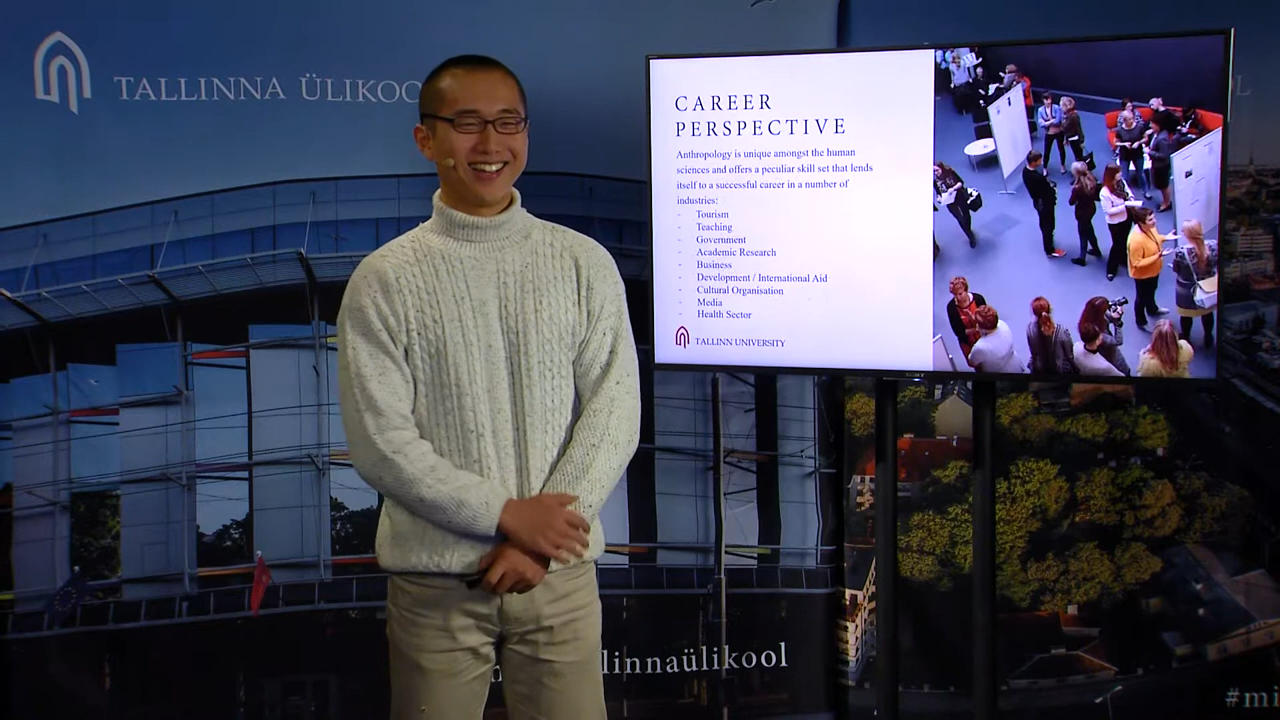 TALLINNA ÜLIKOO
CAREER
PERSPECTIVE
Anthropology is unique amongst the human
sciences and offers a peculiar skill set that lends
itself to a successful career in a number of
industries:
- Tourism
- Teaching
- Government
- Academic Research
- Business
- Development / International Aid
- Cultural Organisation
- Media
- Health Sector
TALLINN UNIVERSITY
linnaülikool
#mi